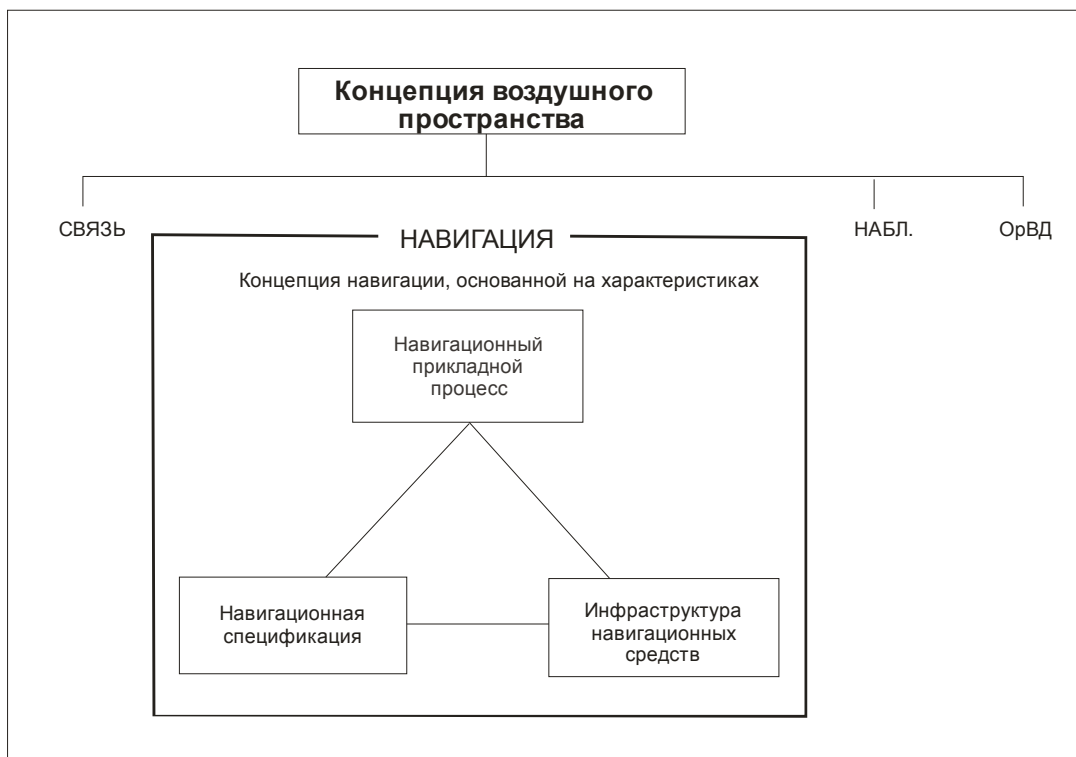 Концепция воздушного
пространства
СВЯЗЬ
НАБЛ.
ОрВД
НАВИГАЦИЯ
Концепция навигации, основанной на характеристиках
Навигационный
прикладной
процесс
Навигационная
спецификация
Инфраструктура
навигационных
средств